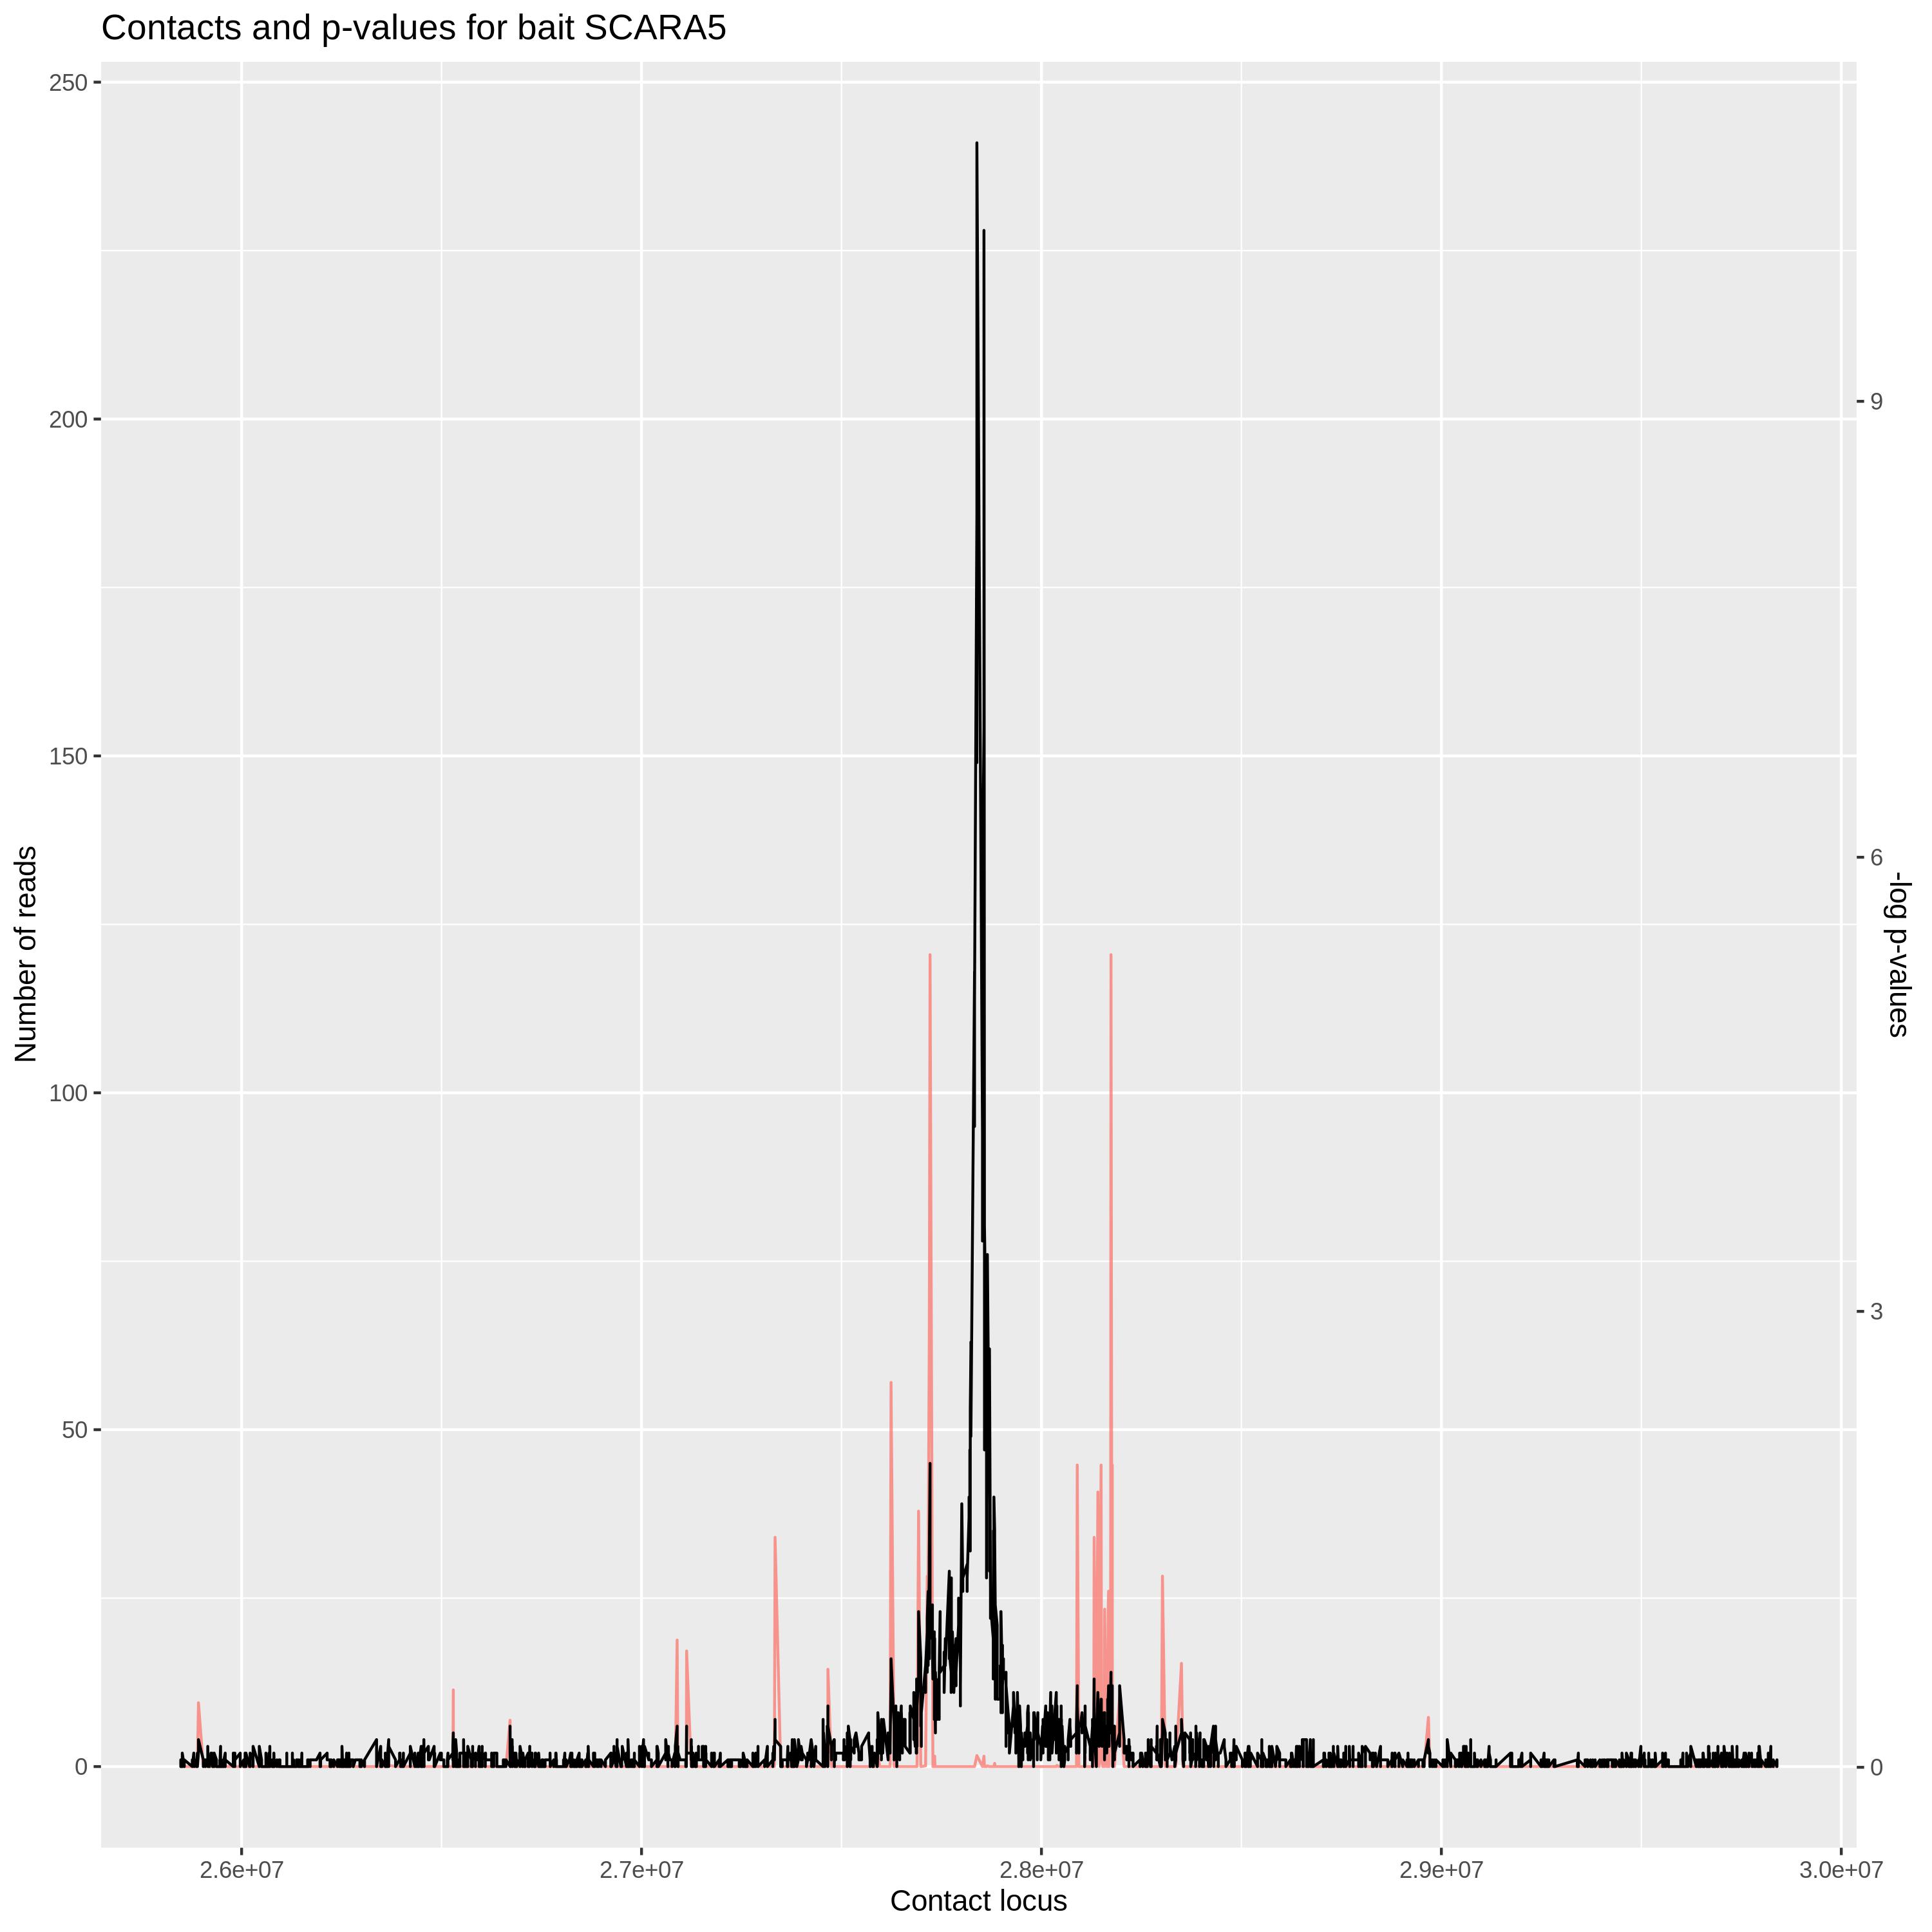 Contacts and p-values for bait SCARA5
250
200
150
100
50
0
Number of reads
9
6
3
0
-log p-values
2.6e+07
2.7e+07
2.8e+07
2.9e+07
3.0e+07
Contact locus